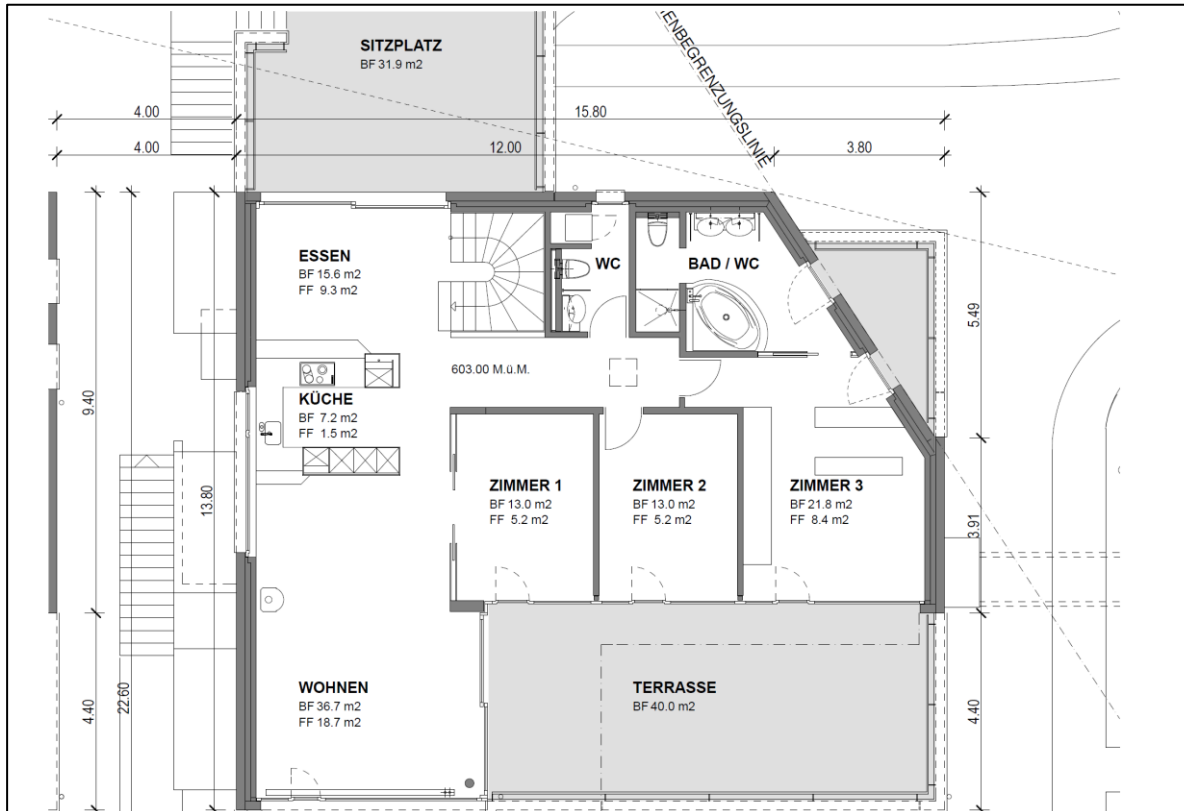 SITZPLATZ
BF 31.9 m2
ENBEGRENZUNGSLINIE
4.00
15.80
4.00
12.00
3.80
ESSEN
BF 15.6 m2
FF 9.3 m2
WC
BAD / WC
5.49
603.00 M.ü.M.
KÜCHE
BF 7.2 m2
FF 1.5 m2
9.40
13.80
ZIMMER 1
BF 13.0 m2
FF 5.2 m2
ZIMMER 2
BF 13.0 m2
FF 5.2 m2
ZIMMER 3
BF 21.8 m2
FF 8.4 m2
3.91
WOHNEN
BF 36.7 m2
FF 18.7 m2
TERRASSE
BF 40.0 m2
4.40
22.60
4.40